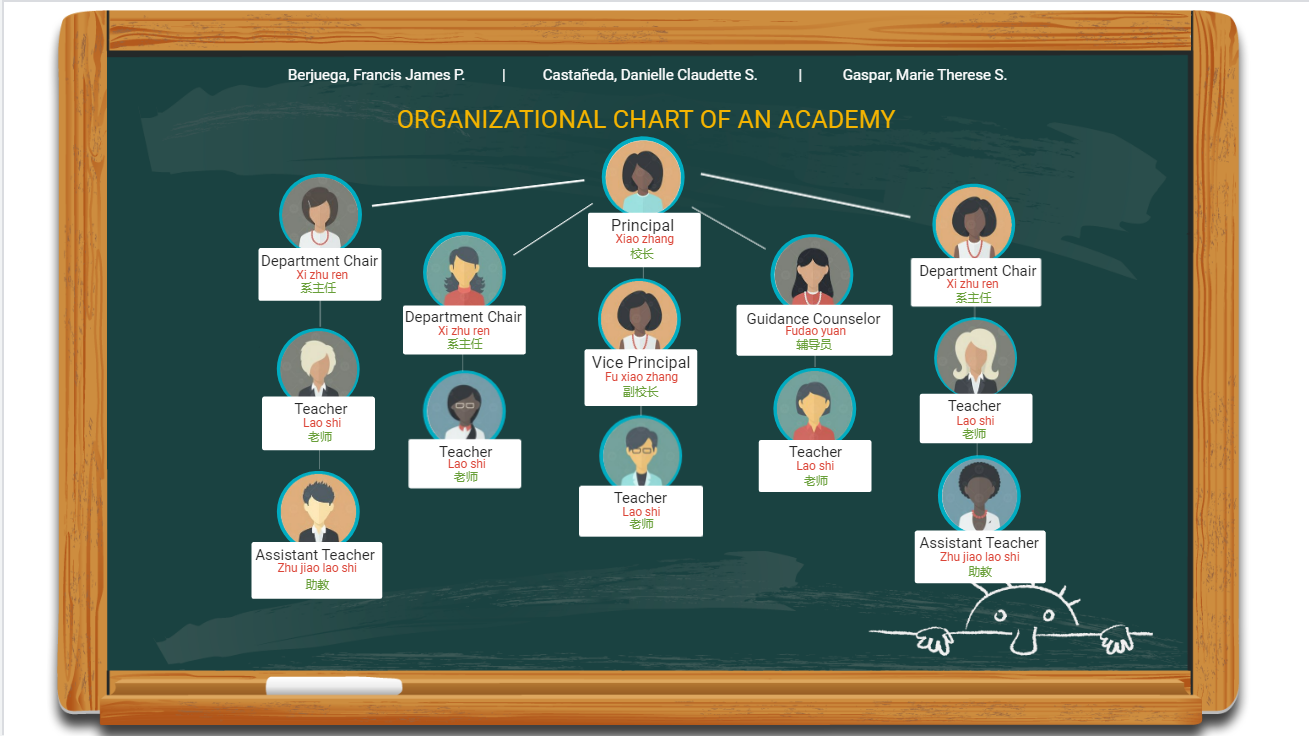 Berjuega, Francis James P. | Castañeda, Danielle Claudette S. | Gaspar, Marie Therese S.
ORGANIZATIONAL CHART OF AN ACADEMY
Principal
Xiao zhang
校长
Department Chair
Xi zhu ren
系主任
Teacher
Lao shi
老师
Assistant Teacher
Zhu jiao lao shi
助教
Department Chair
Xi zhu ren
系主任
Teacher
Lao shi
老师
Vice Principal
Fu xiao zhang
副校长
Teacher
Lao shi
老师
Guidance Counselor
Fudao yuan
辅导员
Teacher
Lao shi
老师
Department Chair
Xi zhu ren
系主任
Teacher
Lao shi
老师
Assistant Teacher
Zhu jiao lao shi
助教